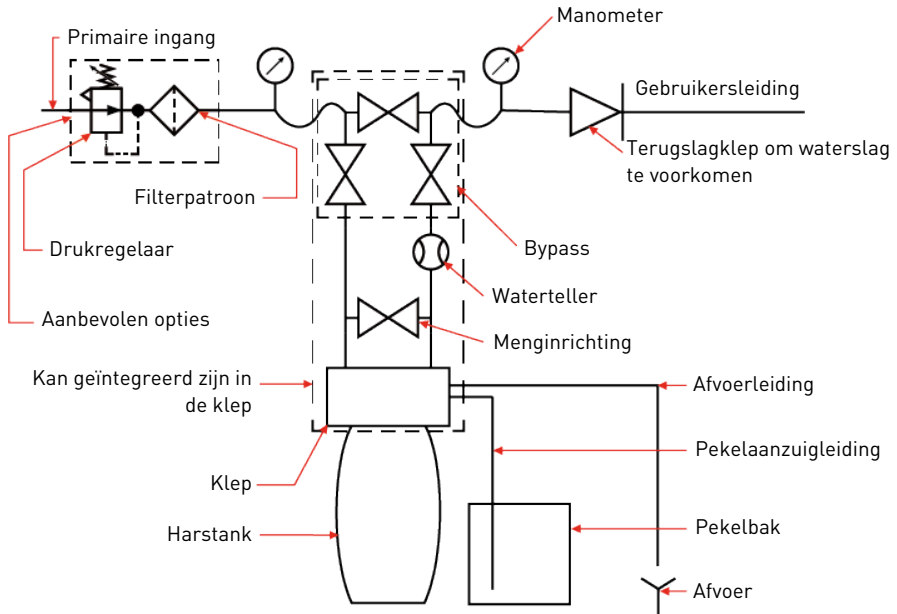 Manometer
Primaire ingang
Gebruikersleiding
Terugslagklep om waterslag
te voorkomen
Filterpatroon
Drukregelaar
Bypass
Waterteller
Aanbevolen opties
Menginrichting
Kan geïntegreerd zijn in
de klep
Afvoerleiding
Pekelaanzuigleiding
Klep
Harstank
Pekelbak
Afvoer